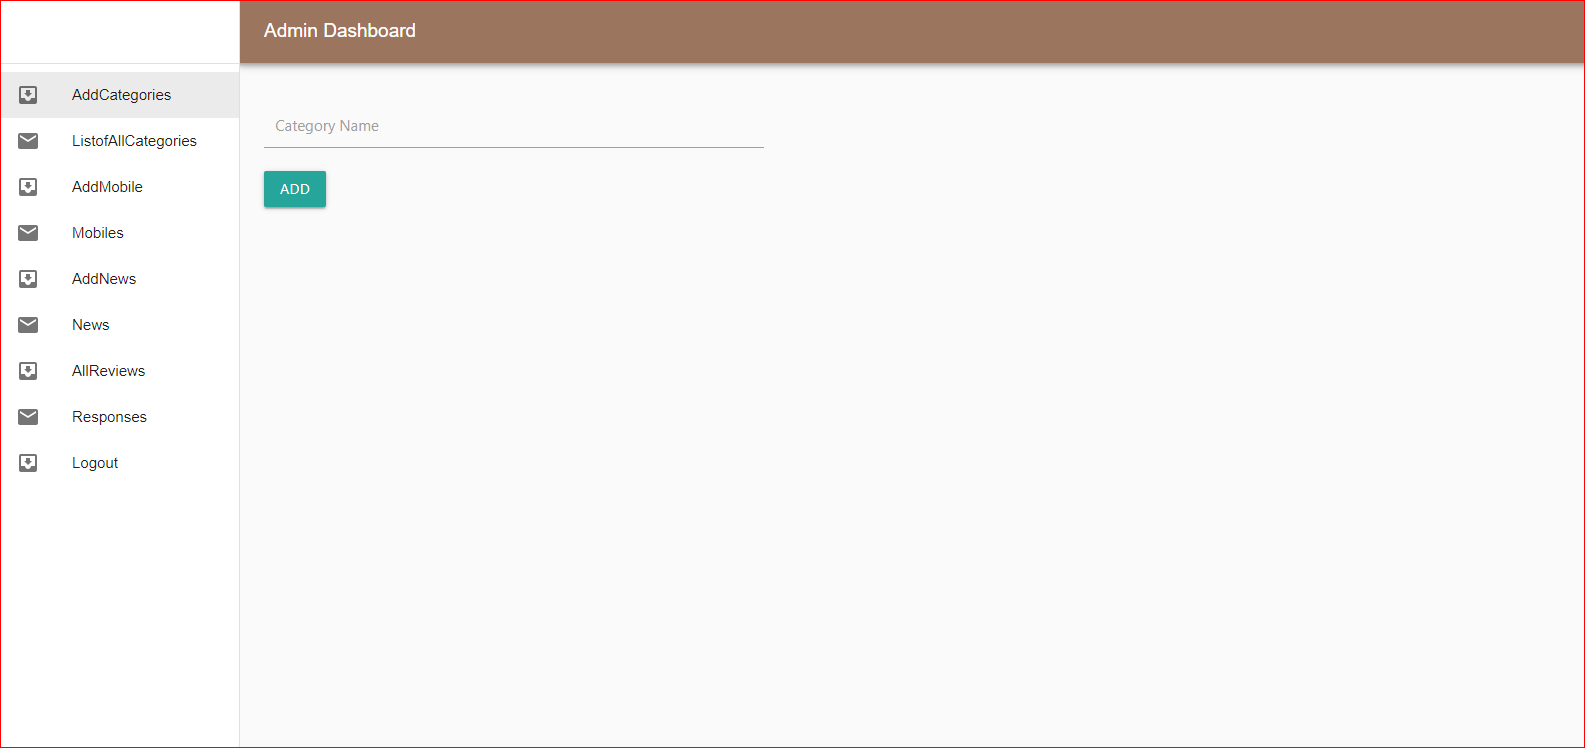 Admin Dashboard
AddCategories
ListofAllCategories
AddMobile
Mobiles
AddNews
News
AllReviews
Responses
Logout
Category Name
ADD